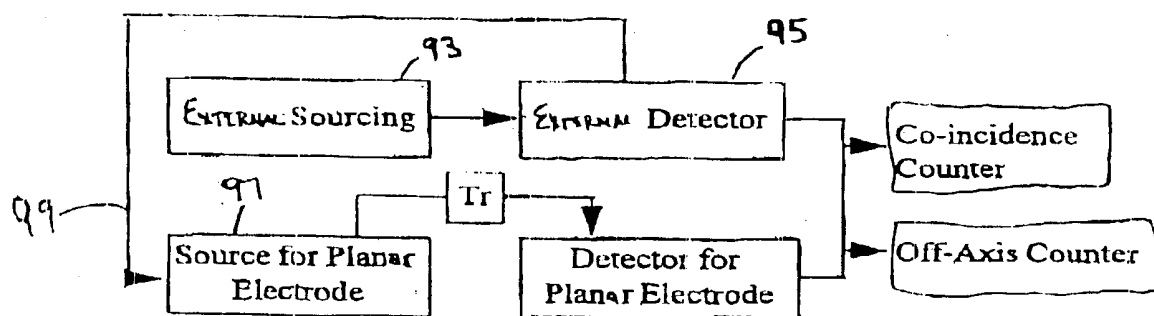 93
95
External Sourcing
External Detector
Co-incidence
Counter
99
97
Tr
Source for Planar
Electrode
Detector for
Planar Electrode
Off-Axis Counter